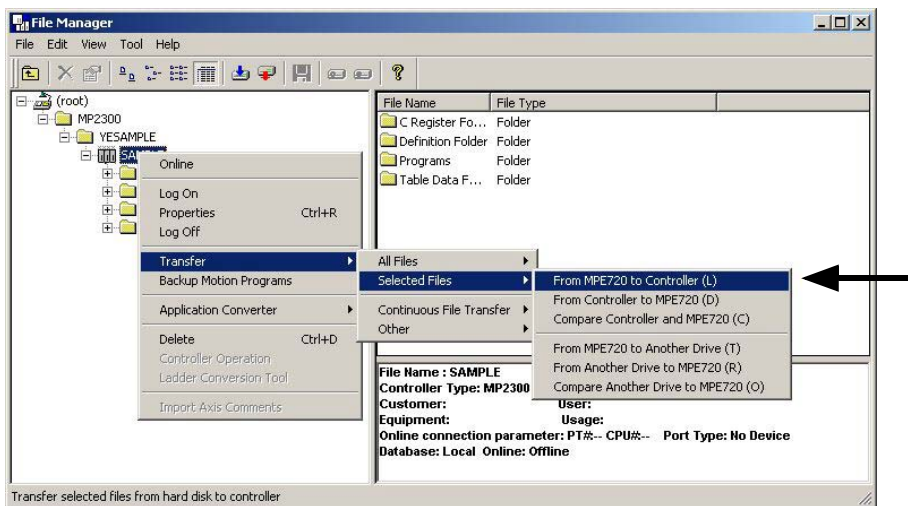 File Manager
File Edit View Tool Help
(root)
MP2300
YESAMPLE
File Name File Type
C Register Fo... Folder
Definition Folder Folder
Programs Folder
Table Data F... Folder
Online
Log On
Properties Ctrl+R
Log Off
Transfer
Backup Motion Programs
Application Converter
Delete Ctrl+D
Controller Operation
Ladder Conversion Tool
Import Axis Comments
All Files
Selected Files
Continuous File Transfer
Other
From MPE720 to Controller (L)
From Controller to MPE720 (D)
Compare Controller and MPE720 (C)
From MPE720 to Another Drive (T)
From Another Drive to MPE720 (R)
Compare Another Drive to MPE720 (O)
File Name : SAMPLE
Controller Type: MP2300
Customer: User:
Equipment: Usage:
Online connection parameter: PT#:-- CPU#:-- Port Type: No Device
Database: Local Online: Offline
Transfer selected files from hard disk to controller